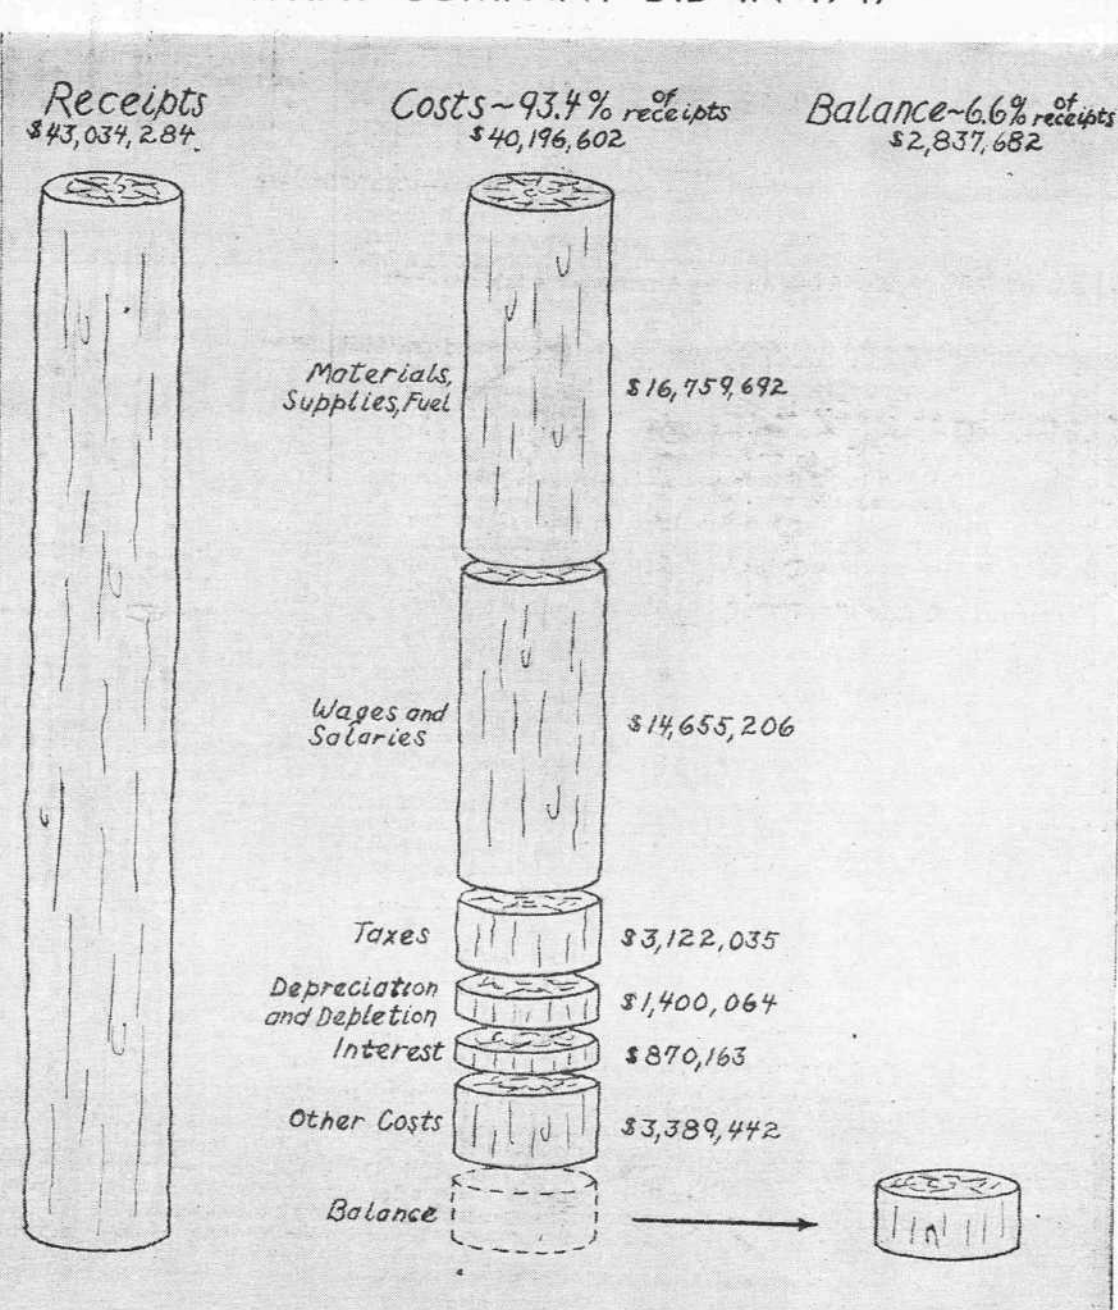 Receipts
$43,034,284.
Costs~93.4% of receipts
$40,196,602
Balance~6.6% of receipts
$2,837,682
Materials,
Supplies, Fuel
$16,759,692
Wages and
Salaries
$14,655,206
Taxes
$3,122,035
Depreciation
and Depletion
$1,400,064
Interest
$870,163
Other Costs
$3,389,442
Balance